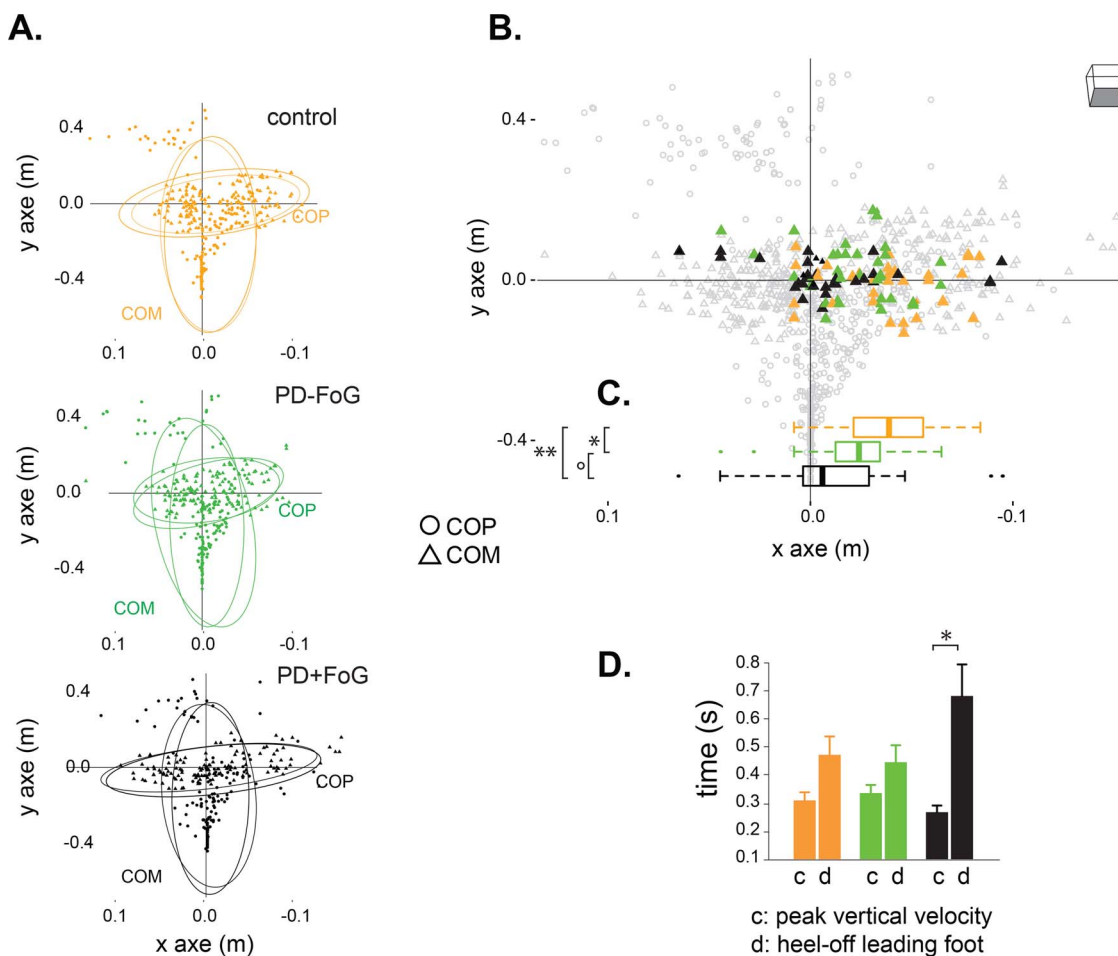 A.
control
0.4
0.0
-0.4
y axe (m)
COP
COM
0.1 0.0 -0.1
PD-FoG
0.4
0.0
-0.4
y axe (m)
COP
COM
0.1 0.0 -0.1
PD+FoG
0.4
0.0
-0.4
y axe (m)
COP
COM
0.1 0.0 -0.1
x axe (m)
COP
COM
B.
0.4
0.0
-0.4
y axe (m)
C.
**
*
°
0.1 0.0 -0.1
x axe (m)
D.
*
0.8
0.7
0.6
0.5
0.4
0.3
0.2
0.1
time (s)
c d c d c d
c: peak vertical velocity
d: heel-off leading foot